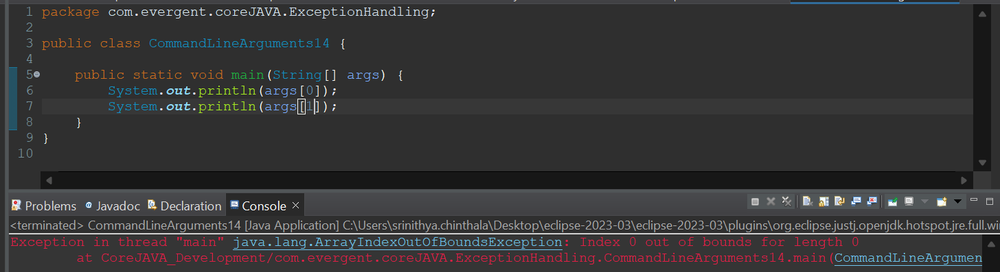 1 package com.evergent.coreJAVA.ExceptionHandling;
2
3 public class CommandLineArguments14 {
4
5 public static void main(String[] args) {
6 System.out.println(args[0]);
7 System.out.println(args[1]);
8 }
9 }
10
Problems @ Javadoc Declaration Console ×
<terminated> CommandLineArguments14 [Java Application] C:\Users\srinithya.chinthala\Desktop\eclipse-2023-03\eclipse-2023-03\plugins\org.eclipse.justj.openjdk.hotspot.jre.full.wi
Exception in thread "main" java.lang.ArrayIndexOutOfBoundsException: Index 0 out of bounds for length 0
at CoreJAVA_Development/com.evergent.coreJAVA.ExceptionHandling.CommandLineArguments14.main(CommandLineArgumen